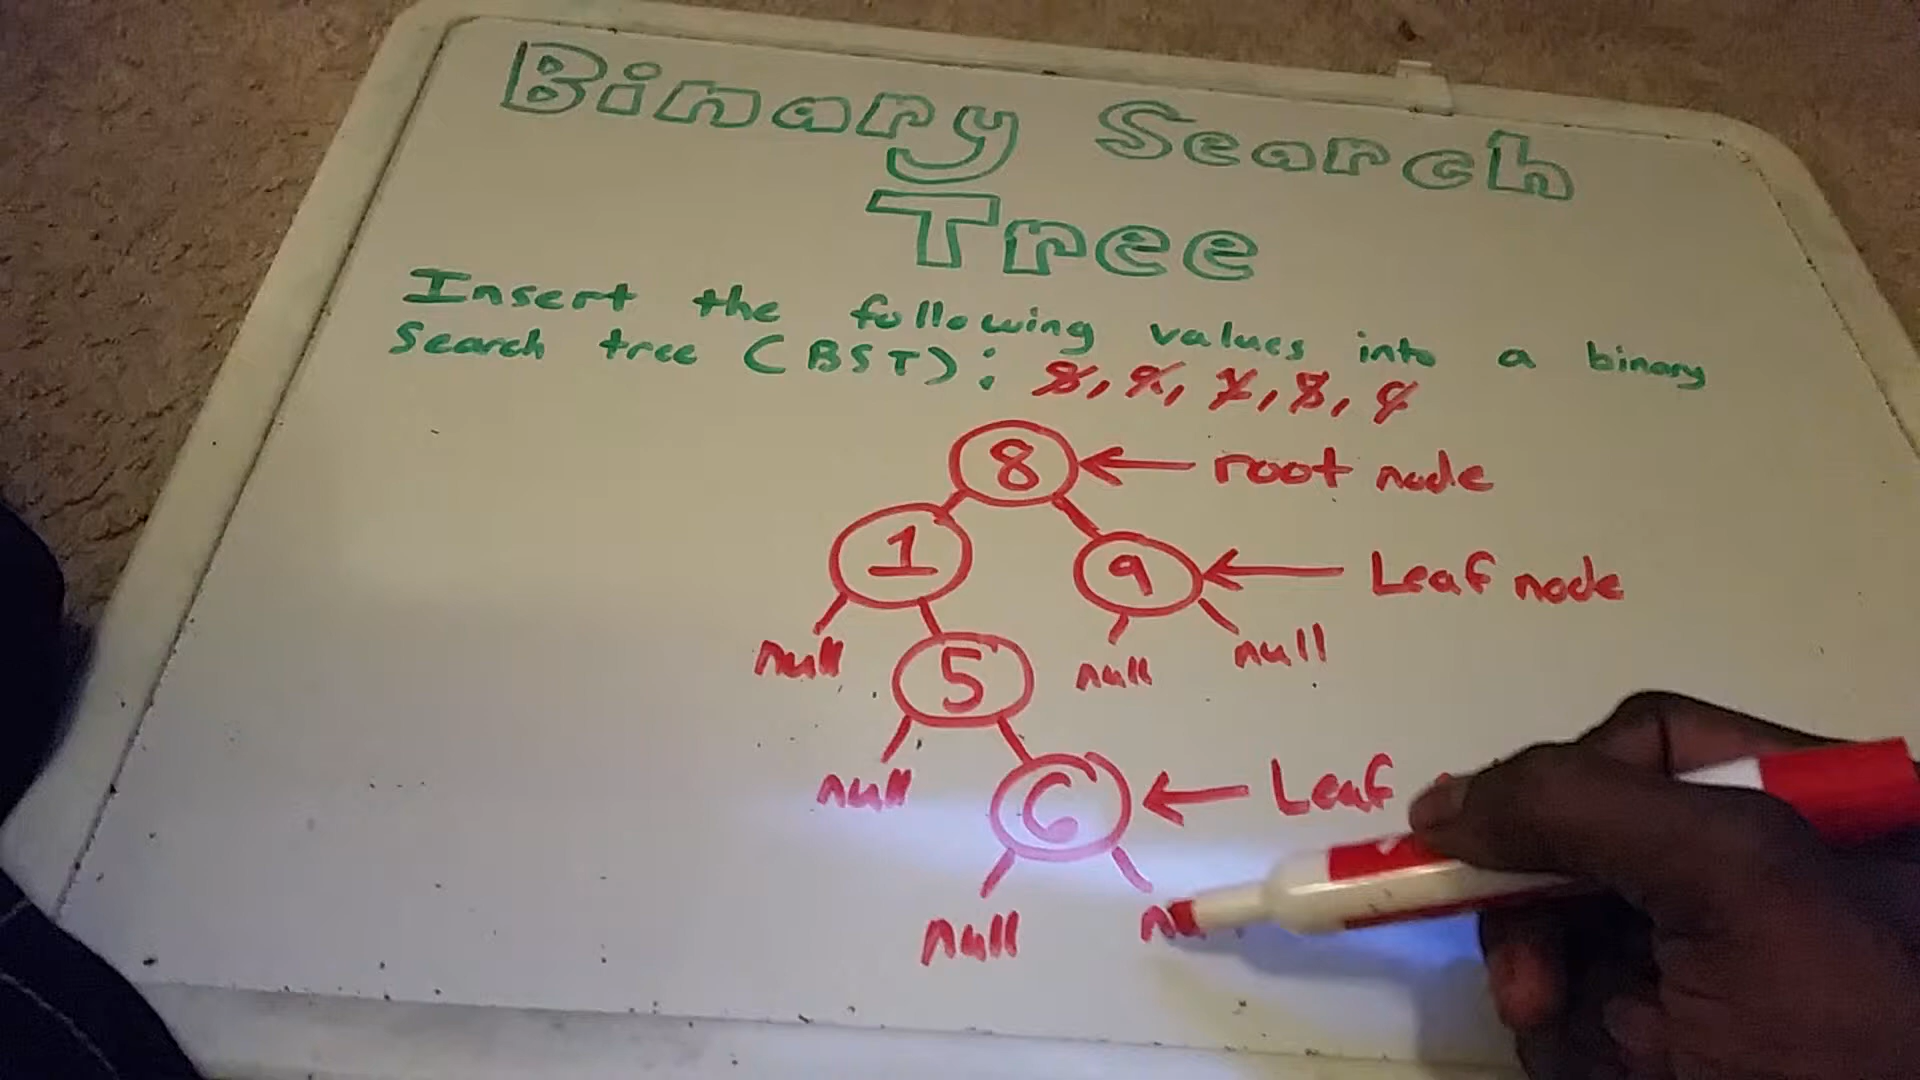 Binary Search
Tree
Insert the following values into a binary
Search tree (BST):
8 ← root node
1 9 ← Leaf node
null 5 null null
null 6 ← Leaf
null